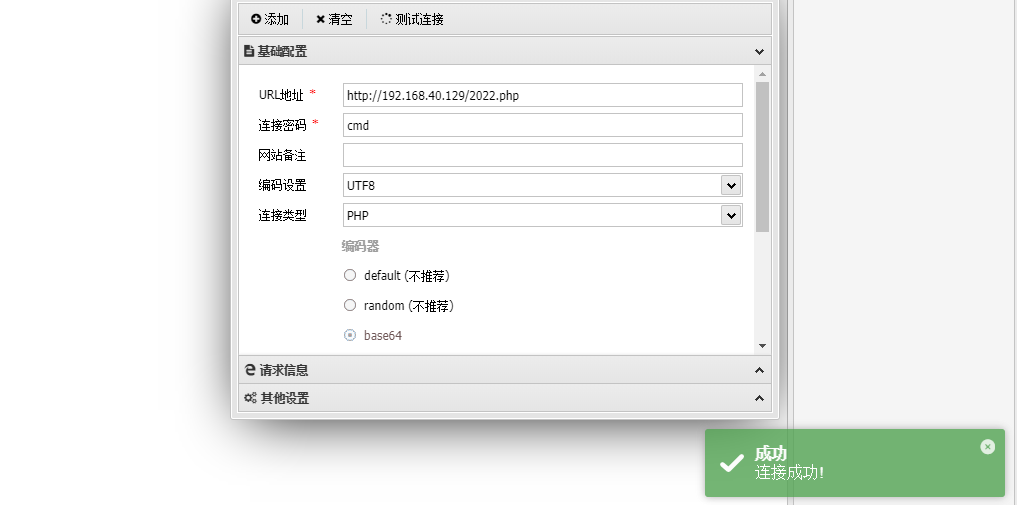 添加 清空 测试连接
基础配置
URL地址 * http://192.168.40.129/2022.php
连接密码 * cmd
网站备注
编码设置 UTF8
连接类型 PHP
编码器
default (不推荐)
random (不推荐)
base64
请求信息
其他设置
成功
连接成功!